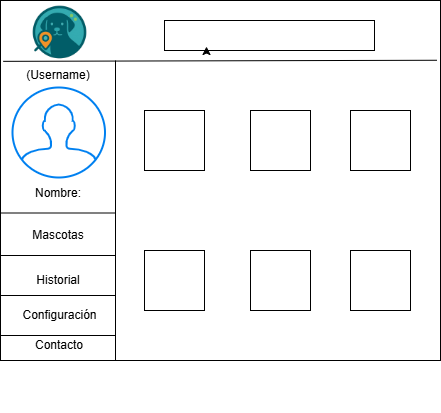 (Username)
Nombre:
Mascotas
Historial
Configuración
Contacto